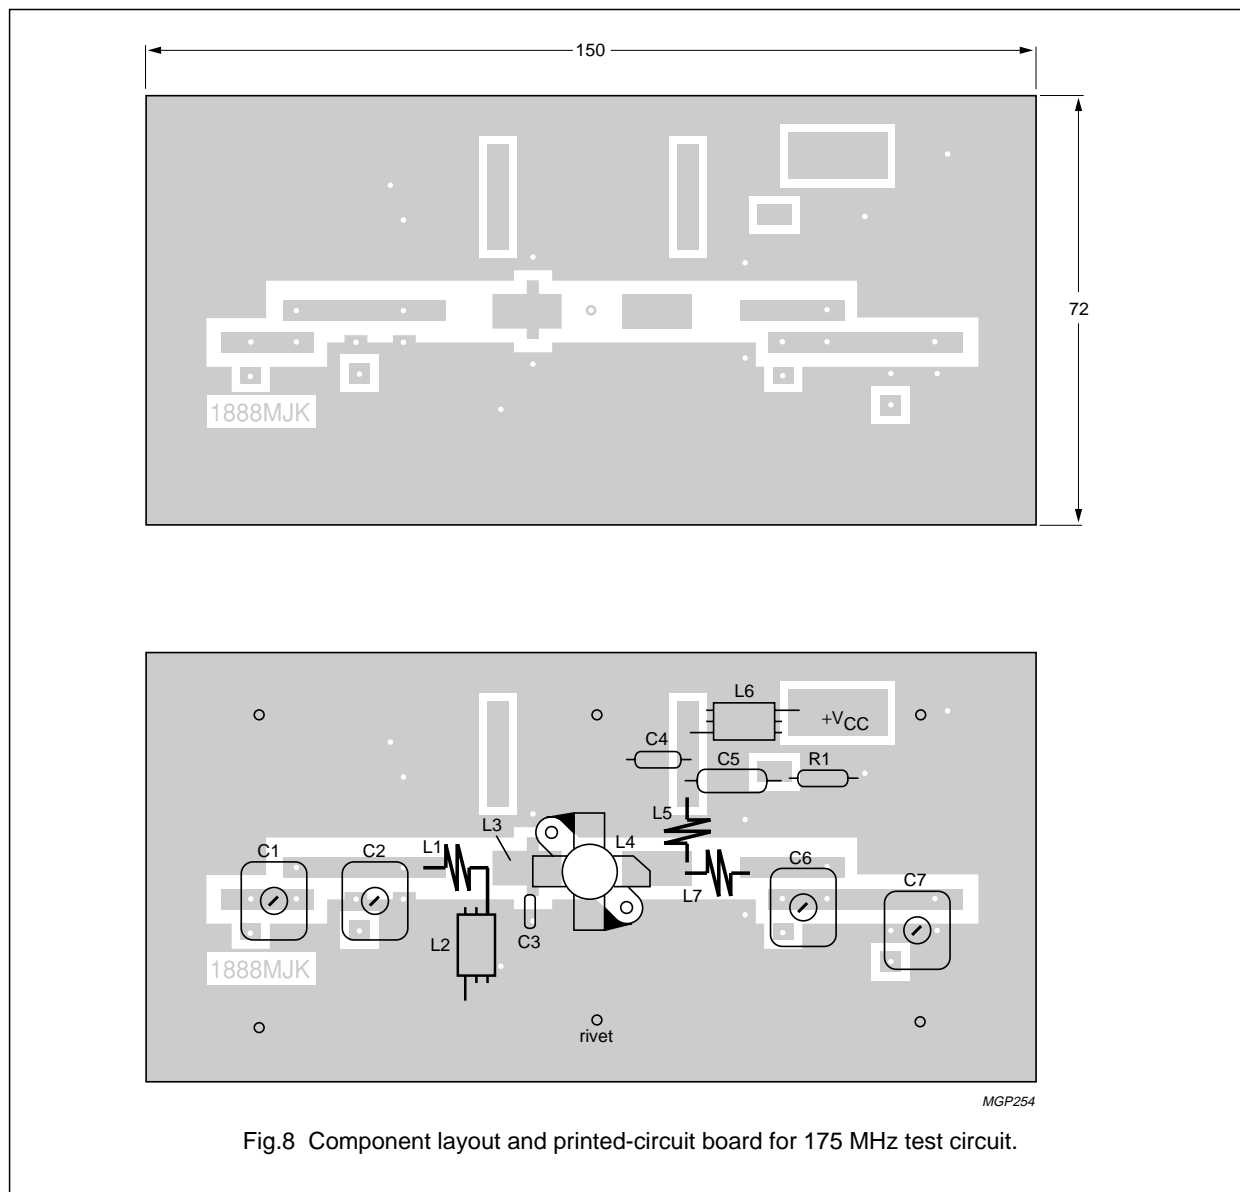 150
72
1888MJK
L6
+VCC
C4
C5
R1
L5
L3
L1
L4
C1
C2
C6
L7
C7
L2
C3
1888MJK
rivet
MGP254
Fig.8 Component layout and printed-circuit board for 175 MHz test circuit.